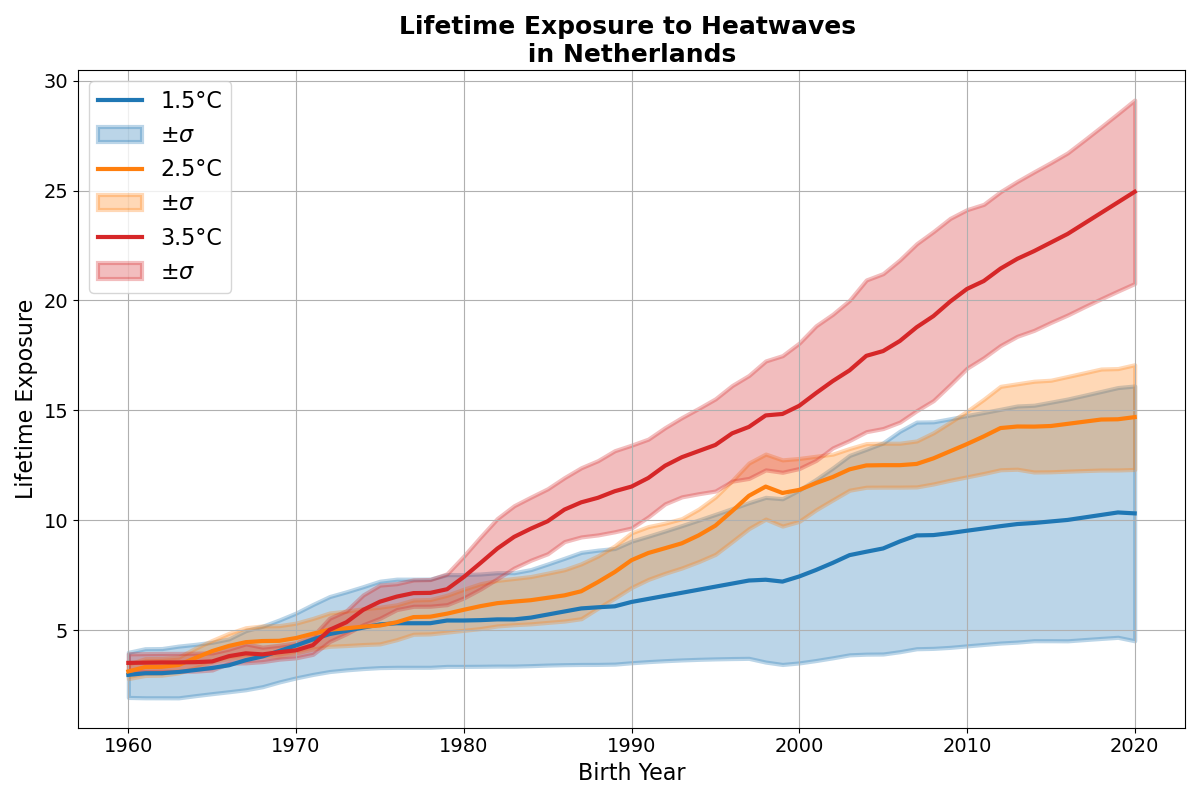 Lifetime Exposure to Heatwaves
in Netherlands
30
25
20
15
10
5
Lifetime Exposure
1.5°C
±σ
2.5°C
±σ
3.5°C
±σ
1960 1970 1980 1990 2000 2010 2020
Birth Year